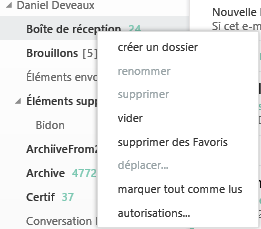 Daniel Deveaux
Nouvelle
Boîte de réception 24
Si cet e-m
créer un dossier
Brouillons [5]
renommer
Éléments envo
supprimer
Éléments supp
vider
Bidon
supprimer des Favoris
ArchiiveFrom2
déplacer...
Archive 4772
marquer tout comme lus
Certif 37
autorisations...
Conversation